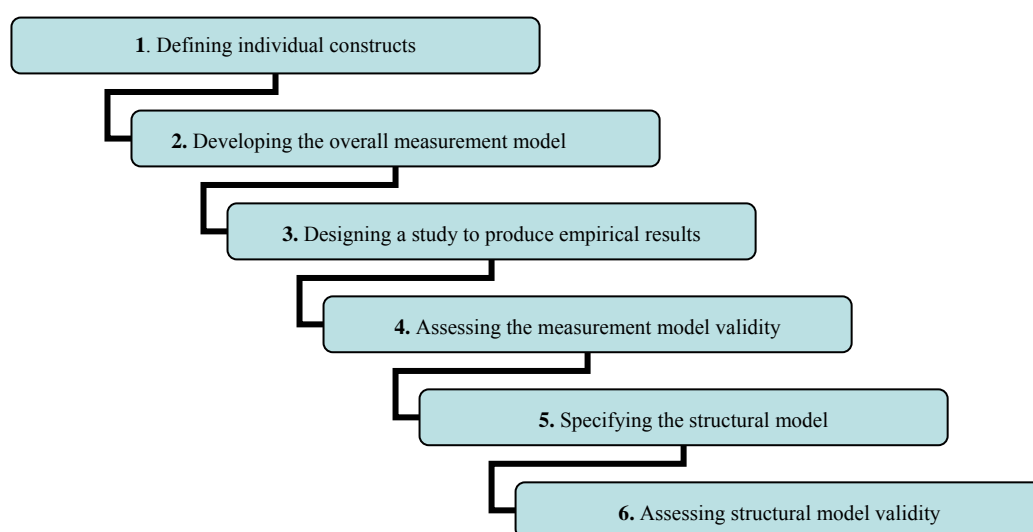 1. Defining individual constructs
2. Developing the overall measurement model
3. Designing a study to produce empirical results
4. Assessing the measurement model validity
5. Specifying the structural model
6. Assessing structural model validity